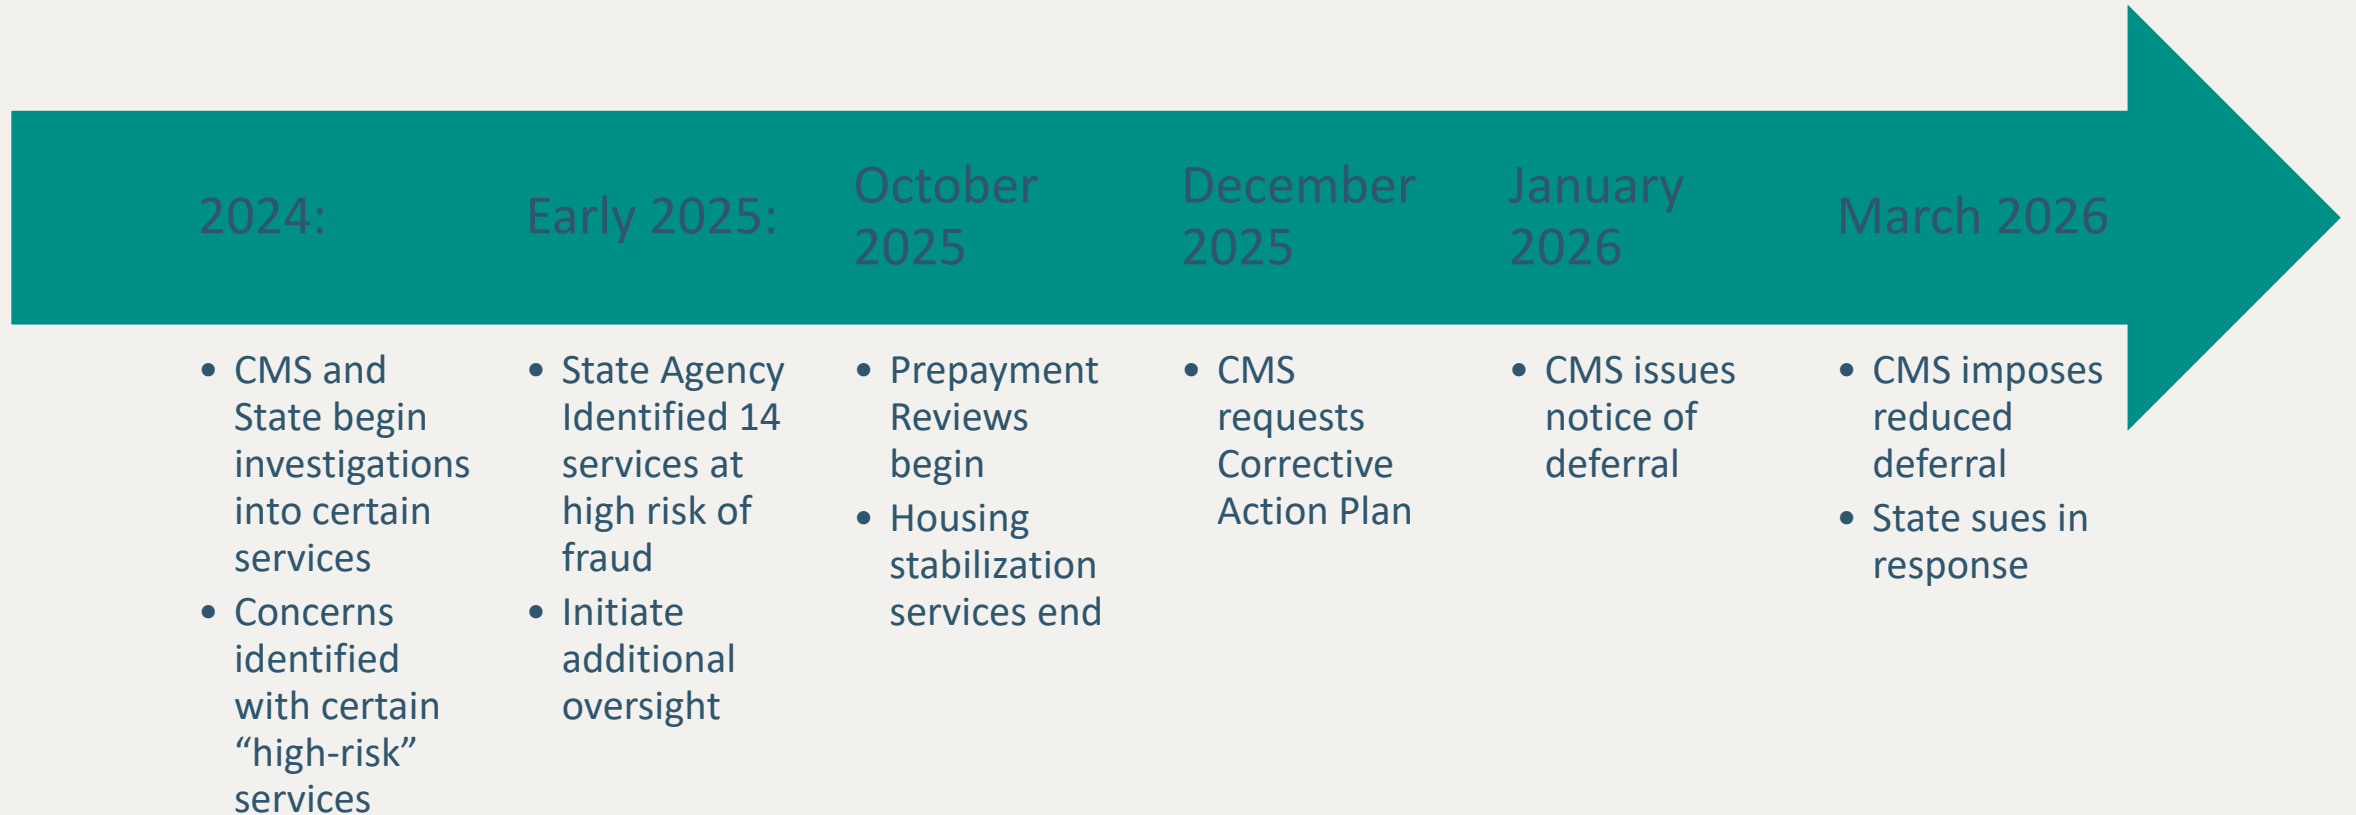 2024:
• CMS and
State begin
investigations
into certain
services
• Concerns
identified
with certain
“high-risk”
services
Early 2025:
• State Agency
Identified 14
services at
high risk of
fraud
• Initiate
additional
oversight
October
2025
• Prepayment
Reviews
begin
• Housing
stabilization
services end
December
2025
• CMS
requests
Corrective
Action Plan
January
2026
• CMS issues
notice of
deferral
March 2026
• CMS imposes
reduced
deferral
• State sues in
response